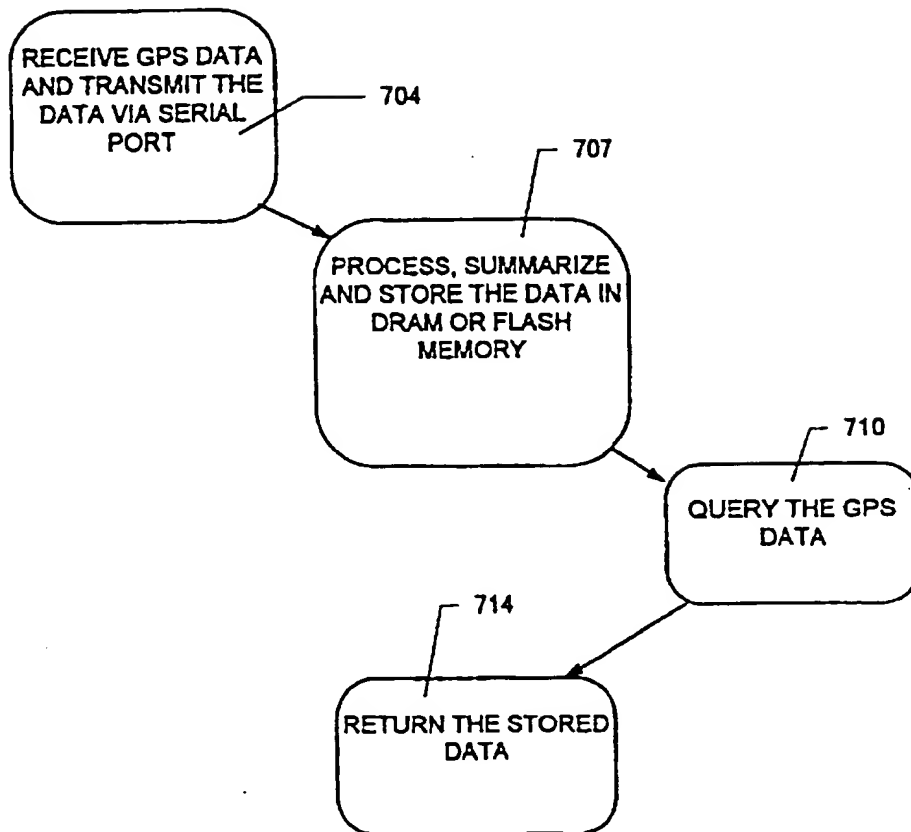 RECEIVE GPS DATA
AND TRANSMIT THE
DATA VIA SERIAL
PORT
704
707
PROCESS, SUMMARIZE
AND STORE THE DATA IN
DRAM OR FLASH
MEMORY
710
QUERY THE GPS
DATA
714
RETURN THE STORED
DATA